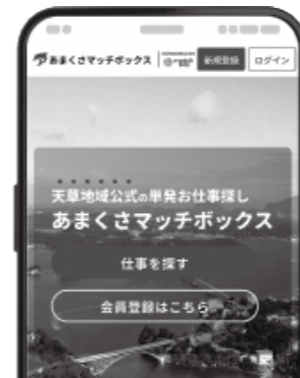 あまくさマッチボックス
新規登録
ログイン
天草地域公式の単発お仕事探し
あまくさマッチボックス
仕事を探す
会員登録はこちら